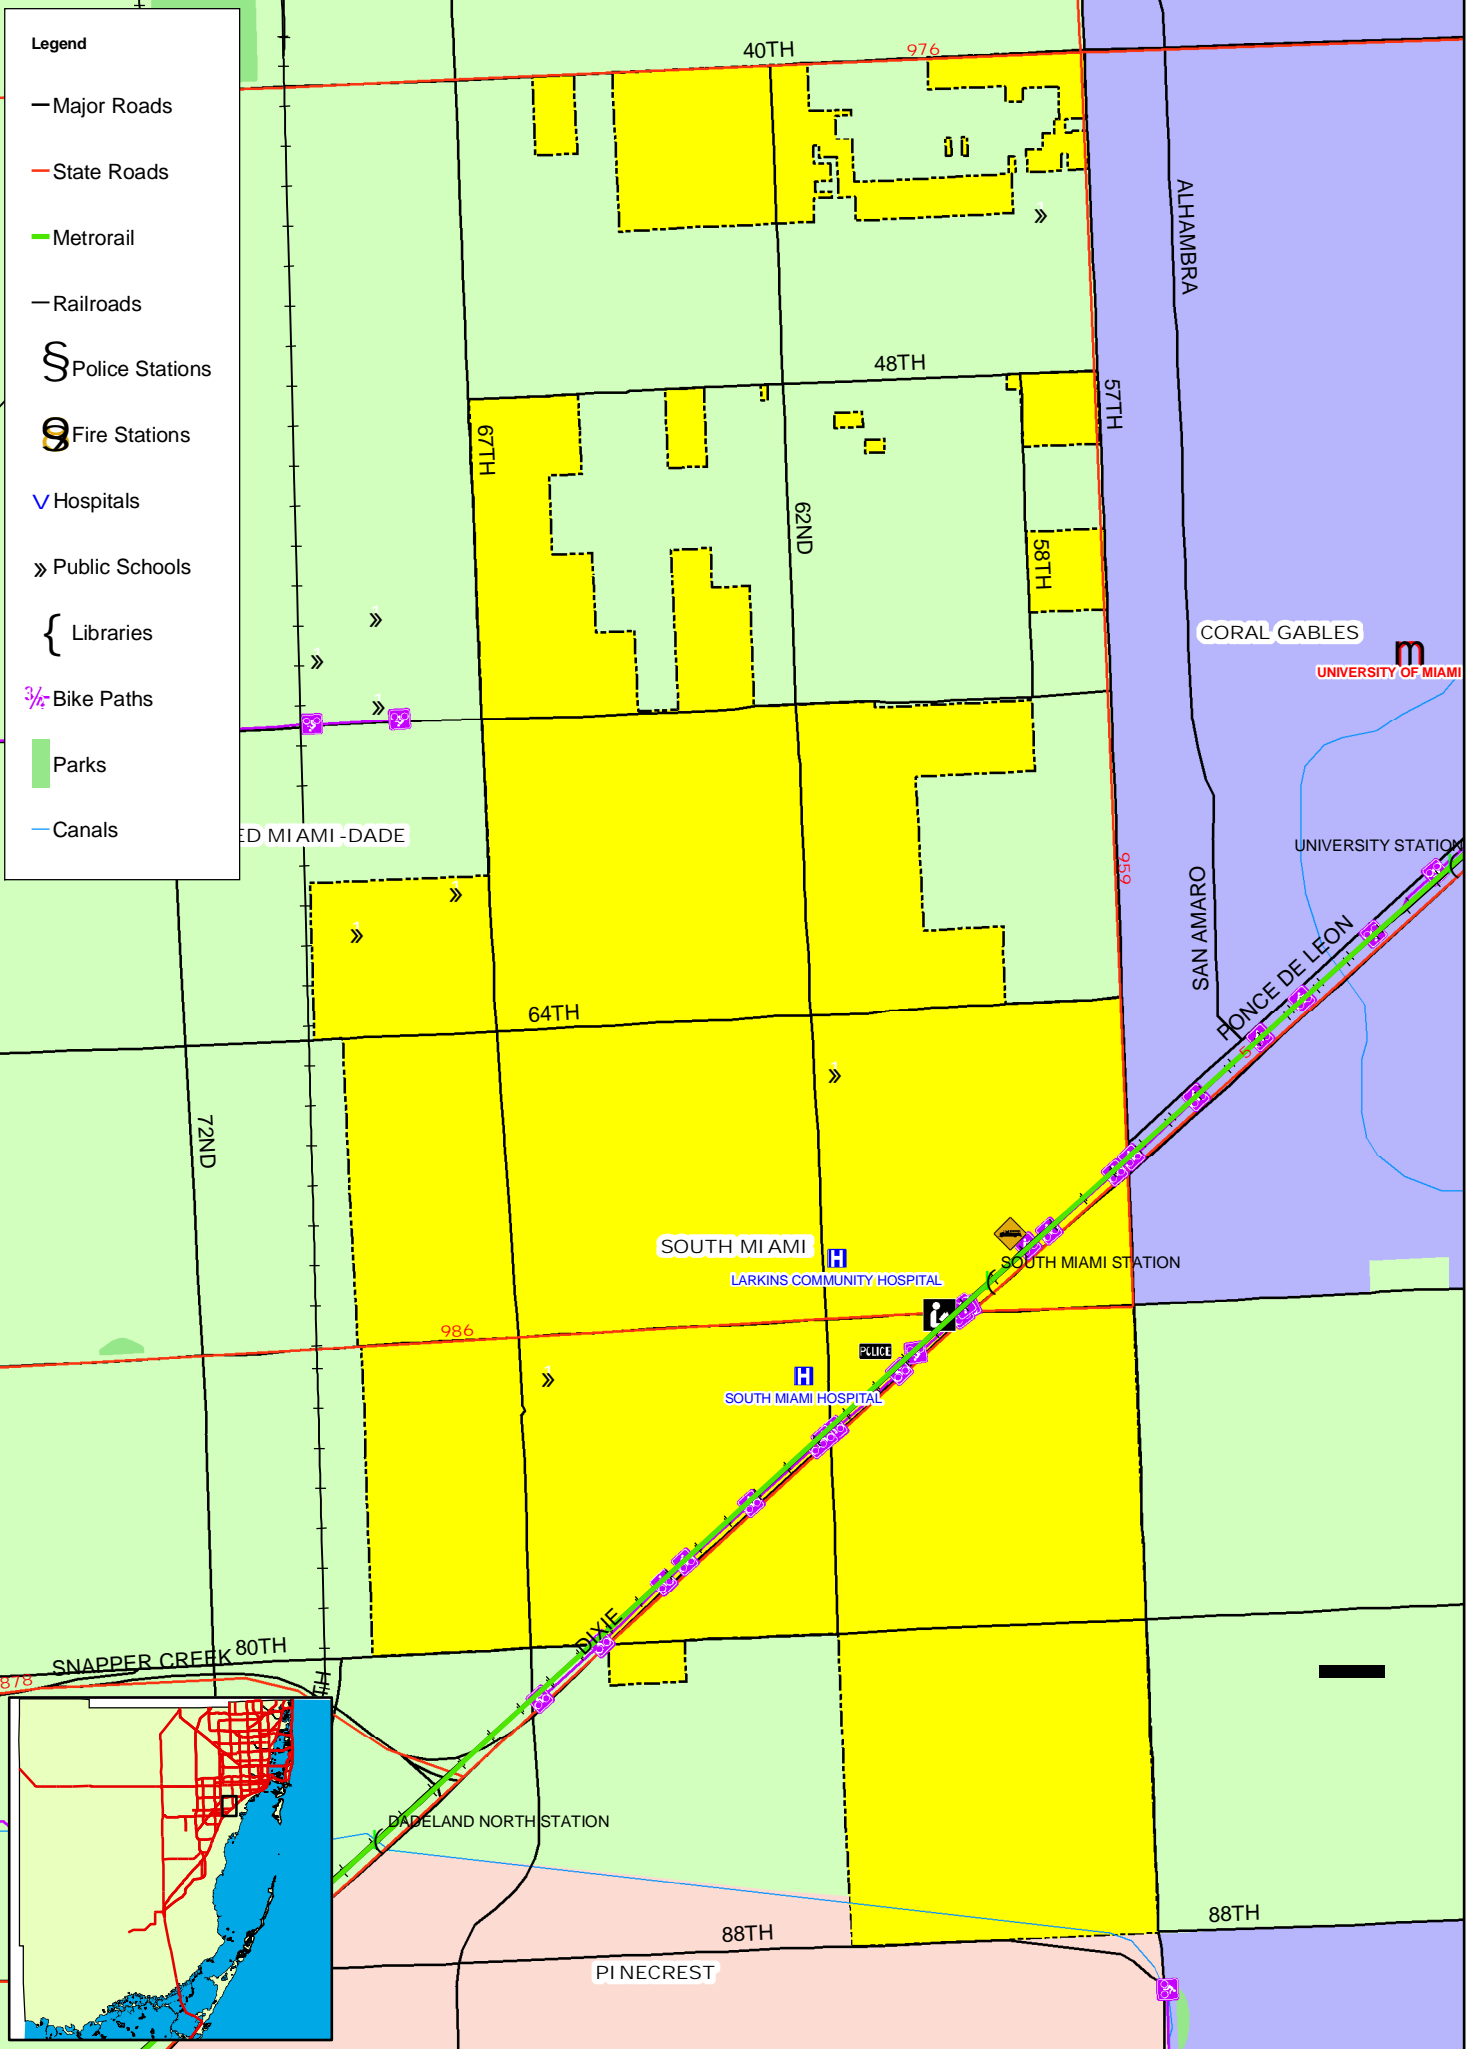 Legend
Major Roads
State Roads
Metrorail
Railroads
Police Stations
Fire Stations
Hospitals
Public Schools
Libraries
Bike Paths
Parks
Canals
40TH
976
ALHAMBRA
48TH
57TH
67TH
62ND
58TH
CORAL GABLES
m
UNIVERSITY OF MIAMI
ED MIAMI-DADE
UNIVERSITY STATION
959
SAN AMARO
PONCE DE LEON
5
64TH
72ND
SOUTH MIAMI
H
LARKINS COMMUNITY HOSPITAL
SOUTH MIAMI STATION
986
POLICE
H
SOUTH MIAMI HOSPITAL
DIXIE
80TH
SNAPPER CREEK
878
TH
DADELAND NORTH STATION
88TH
88TH
PINECREST